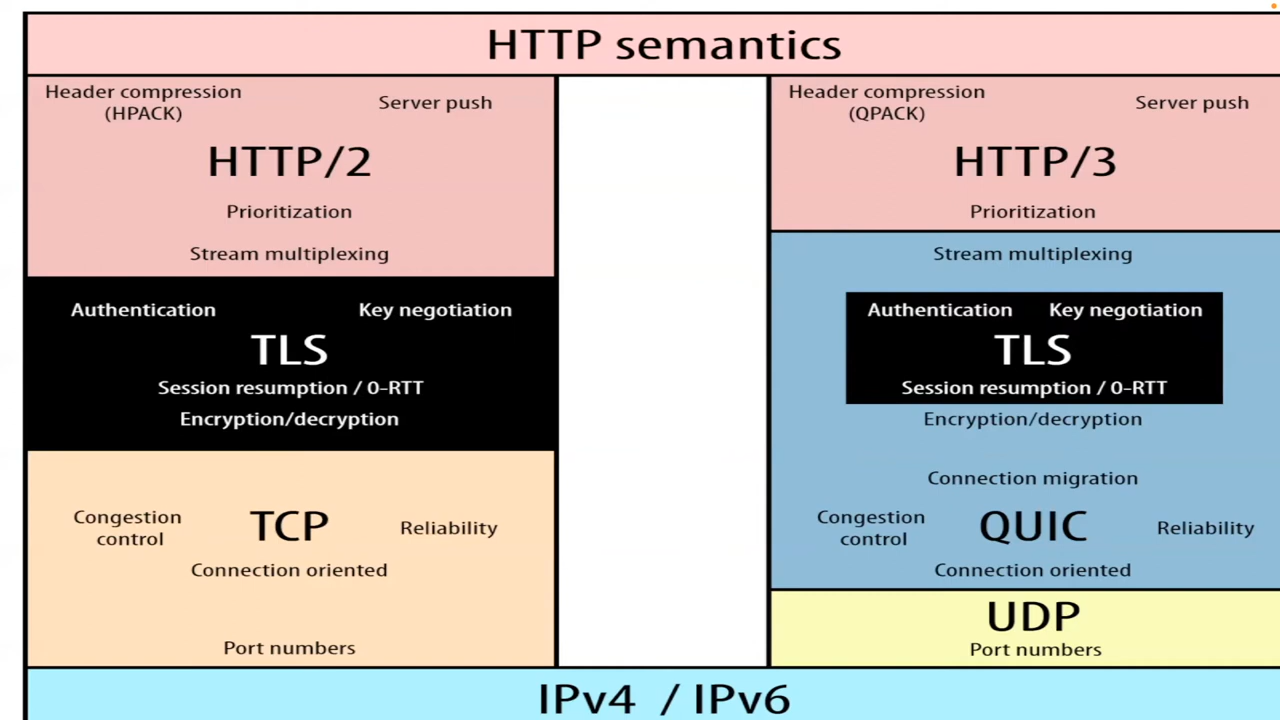 HTTP semantics
Header compression
(HPACK)
Server push
HTTP/2
Prioritization
Stream multiplexing
Authentication
Key negotiation
TLS
Session resumption / 0-RTT
Encryption/decryption
Congestion
control
TCP
Reliability
Connection oriented
Port numbers
Header compression
(QPACK)
Server push
HTTP/3
Prioritization
Stream multiplexing
Authentication
Key negotiation
TLS
Session resumption / 0-RTT
Encryption/decryption
Connection migration
Congestion
control
QUIC
Reliability
Connection oriented
UDP
Port numbers
IPv4 / IPv6